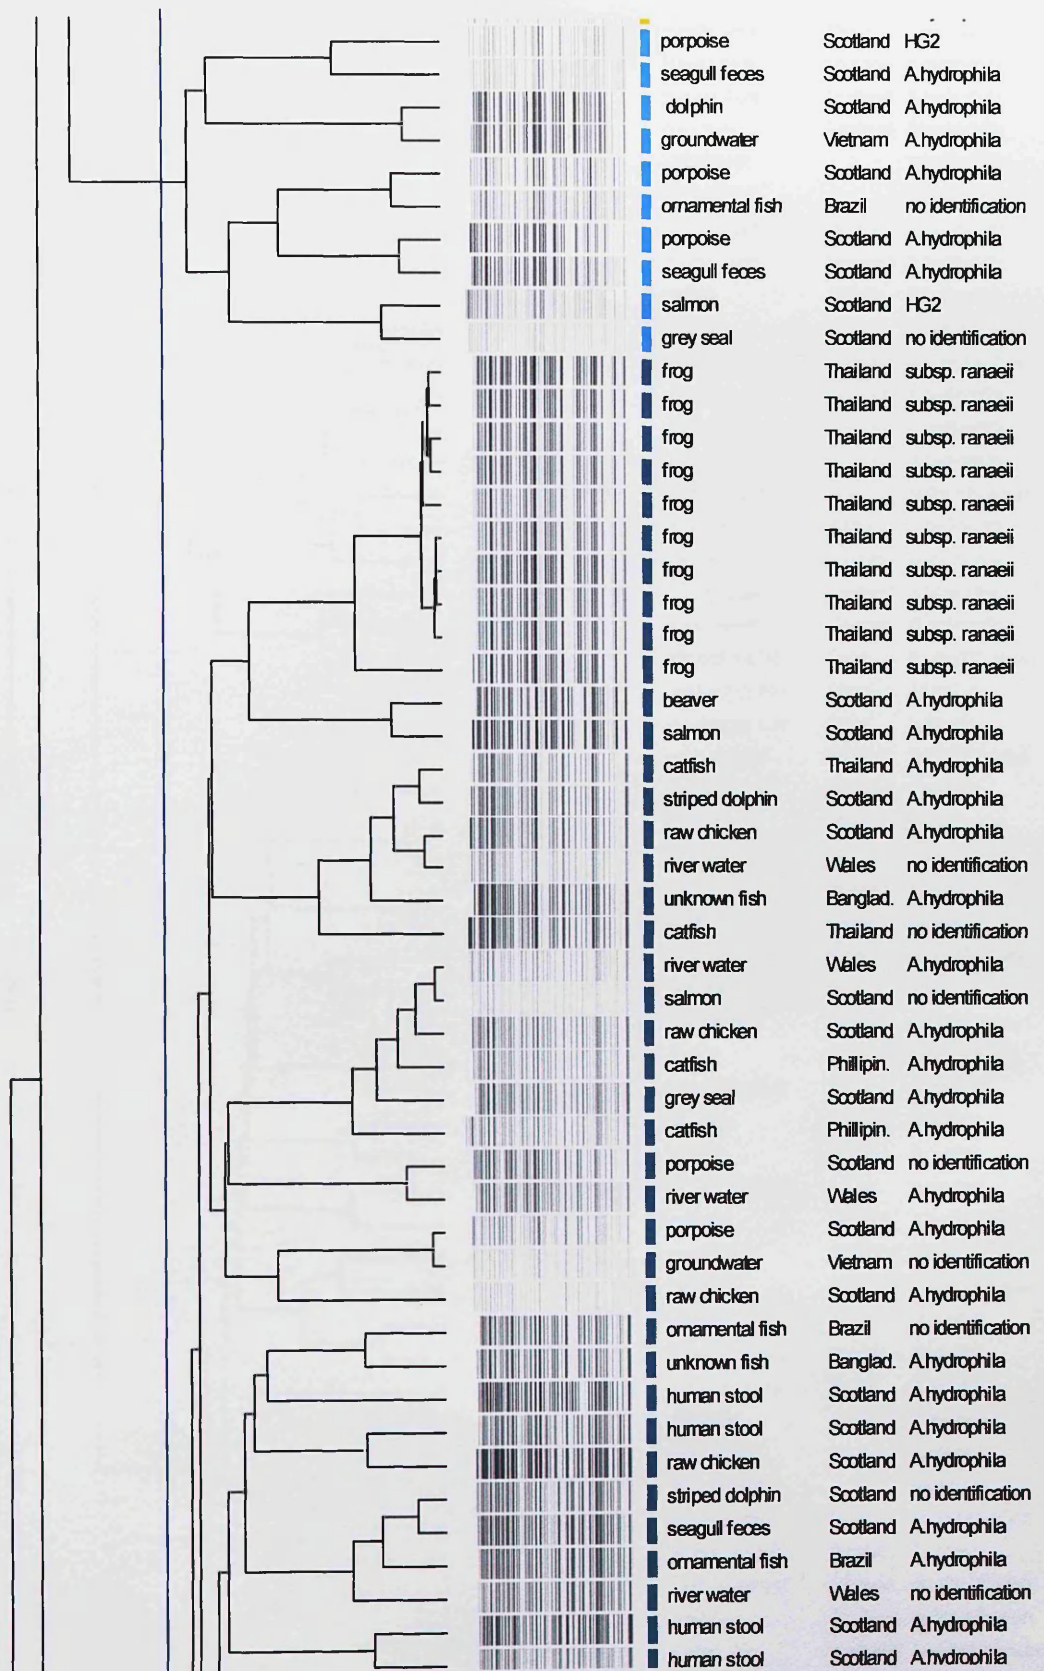 porpoise Scotland HG2
seagull feces Scotland A.hydrophila
dolphin Scotland A.hydrophila
groundwater Vietnam A.hydrophila
porpoise Scotland A.hydrophila
ornamental fish Brazil no identification
porpoise Scotland A.hydrophila
seagull feces Scotland A.hydrophila
salmon Scotland HG2
grey seal Scotland no identification
frog Thailand subsp. ranaeii
frog Thailand subsp. ranaeii
frog Thailand subsp. ranaeii
frog Thailand subsp. ranaeii
frog Thailand subsp. ranaeii
frog Thailand subsp. ranaeii
frog Thailand subsp. ranaeii
frog Thailand subsp. ranaeii
frog Thailand subsp. ranaeii
frog Thailand subsp. ranaeii
beaver Scotland A.hydrophila
salmon Scotland A.hydrophila
catfish Thailand A.hydrophila
striped dolphin Scotland A.hydrophila
raw chicken Scotland A.hydrophila
river water Wales no identification
unknown fish Banglad. A.hydrophila
catfish Thailand no identification
river water Wales A.hydrophila
salmon Scotland no identification
raw chicken Scotland A.hydrophila
catfish Phillipin. A.hydrophila
grey seal Scotland A.hydrophila
catfish Phillipin. A.hydrophila
porpoise Scotland no identification
river water Wales A.hydrophila
porpoise Scotland A.hydrophila
groundwater Vietnam no identification
raw chicken Scotland A.hydrophila
ornamental fish Brazil no identification
unknown fish Banglad. A.hydrophila
human stool Scotland A.hydrophila
human stool Scotland A.hydrophila
raw chicken Scotland A.hydrophila
striped dolphin Scotland no identification
seagull feces Scotland A.hydrophila
ornamental fish Brazil A.hydrophila
river water Wales no identification
human stool Scotland A.hydrophila
human stool Scotland A.hydrophila